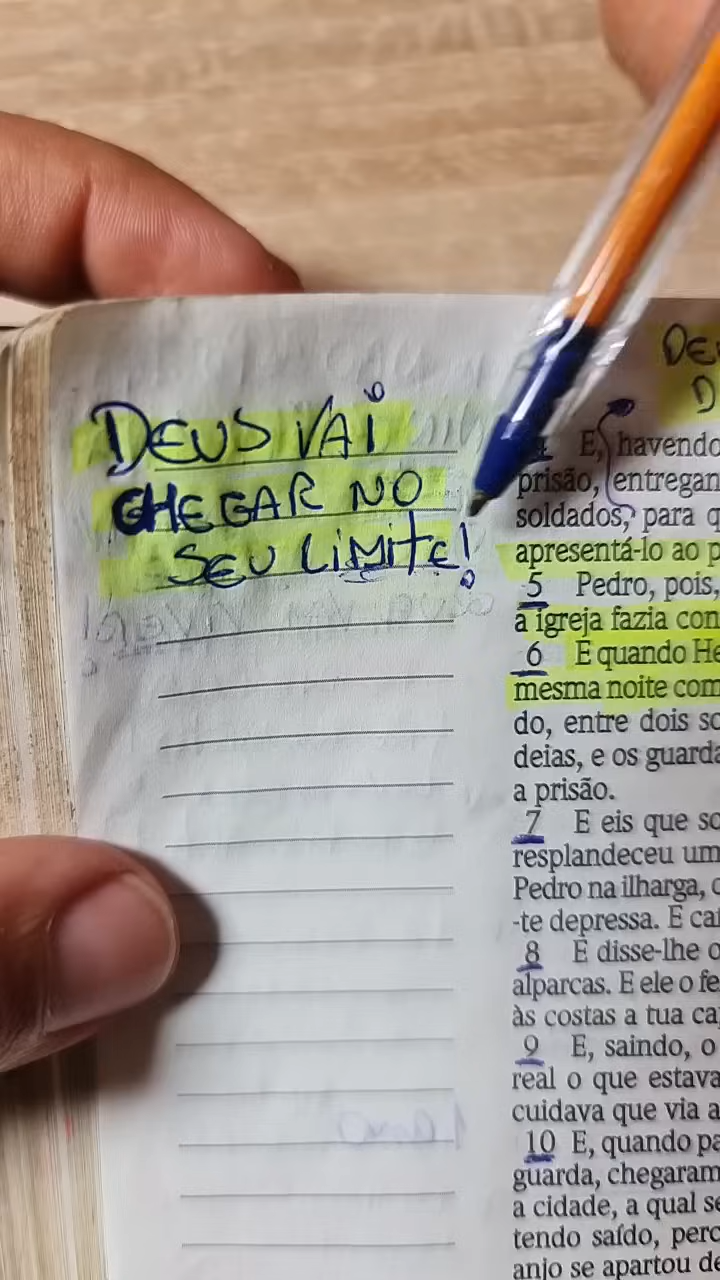 DEUS VAI
CHEGAR NO
SEU LIMITE!
DE
D
4 E, havendo
prisão, entregan
soldados, para q
apresentá-lo ao p
5 Pedro, pois,
a igreja fazia con
6 E quando He
mesma noite com
do, entre dois so
deias, e os guarda
a prisão.
7 E eis que so
resplandeceu um
Pedro na ilharga, d
-te depressa. E caí
8 E disse-lhe o
alparcas. E ele o fe
às costas a tua ca
9 E, saindo, o
real o que estava
cuidava que via a
10 E, quando pa
guarda, chegaram
a cidade, a qual se
tendo saído, perc
anjo se apartou de